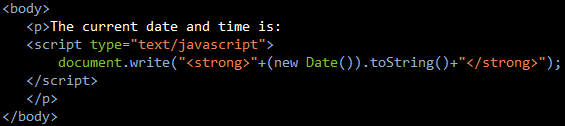 <body>
<p>The current date and time is:
<script type="text/javascript">
document.write("<strong>"+(new Date()).toString()+"</strong>");
</script>
</p>
</body>